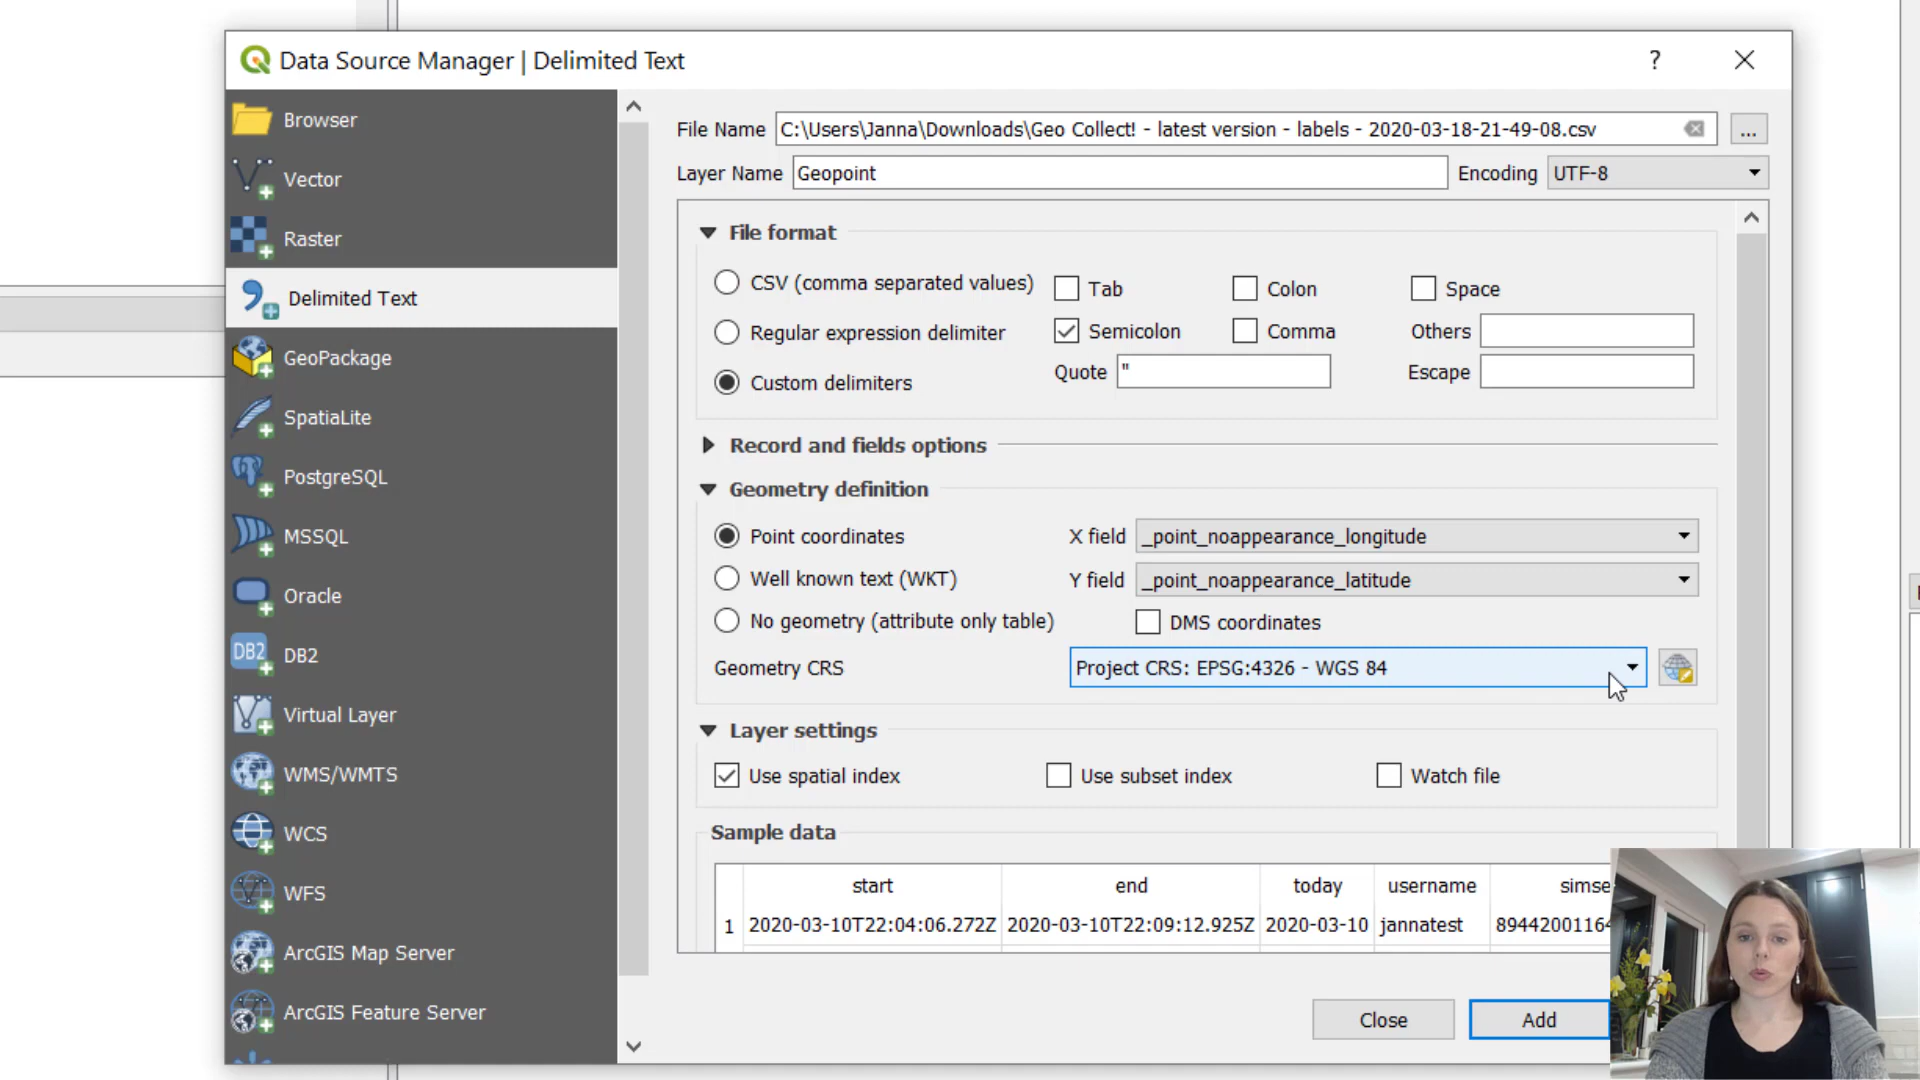 Data Source Manager | Delimited Text
?
Browser
Vector
Raster
Delimited Text
GeoPackage
SpatiaLite
PostgreSQL
MSSQL
Oracle
DB2
DB2
Virtual Layer
WMS/WMTS
WCS
WFS
ArcGIS Map Server
ArcGIS Feature Server
File Name C:\Users\Janna\Downloads\Geo Collect! - latest version - labels - 2020-03-18-21-49-08.csv ...
Layer Name Geopoint Encoding UTF-8
File format
CSV (comma separated values) Tab Colon Space
Regular expression delimiter Semicolon Comma Others
Custom delimiters Quote " Escape
Record and fields options
Geometry definition
Point coordinates X field _point_noappearance_longitude
Well known text (WKT) Y field _point_noappearance_latitude
No geometry (attribute only table) DMS coordinates
Geometry CRS Project CRS: EPSG:4326 - WGS 84
Layer settings
Use spatial index Use subset index Watch file
Sample data
start end today username simse
1 2020-03-10T22:04:06.272Z 2020-03-10T22:09:12.925Z 2020-03-10 jannatest 8944200116
Close Add